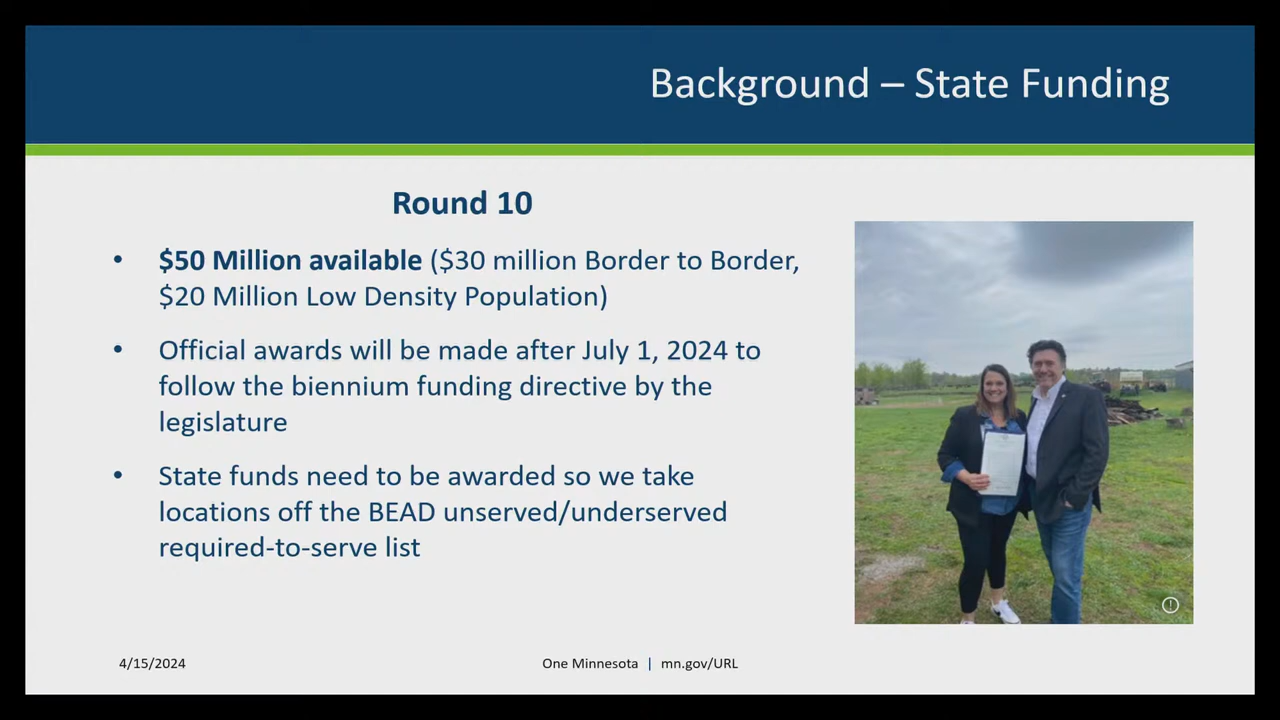 Background – State Funding
Round 10
• $50 Million available ($30 million Border to Border,
$20 Million Low Density Population)
• Official awards will be made after July 1, 2024 to
follow the biennium funding directive by the
legislature
• State funds need to be awarded so we take
locations off the BEAD unserved/underserved
required-to-serve list
4/15/2024
One Minnesota | mn.gov/URL